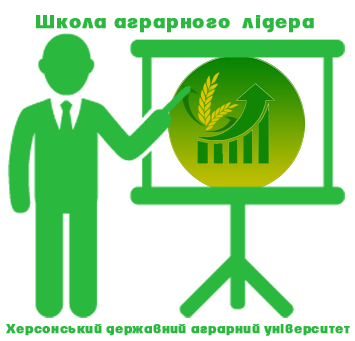 Школа аграрного лідера
Херсонський державний аграрний університет